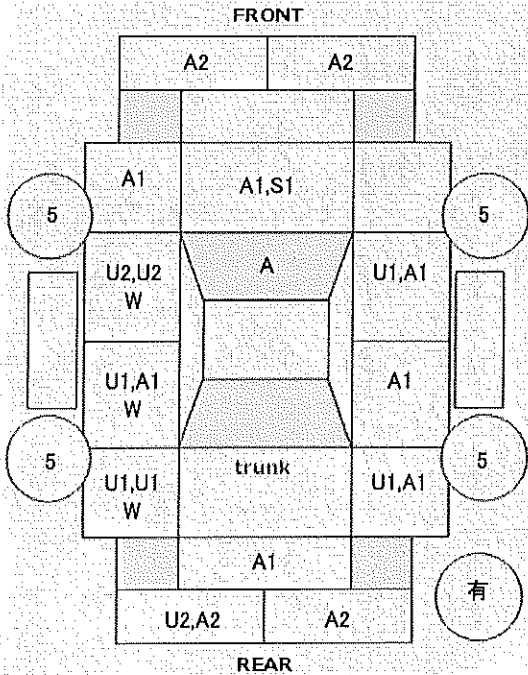 FRONT
A2 A2
A1 A1,S1
5 5
A
U2,U2 U1,A1
W
U1,A1 A1
W
5 5
trunk
U1,U1 U1,A1
W
A1
有
U2,A2 A2
REAR